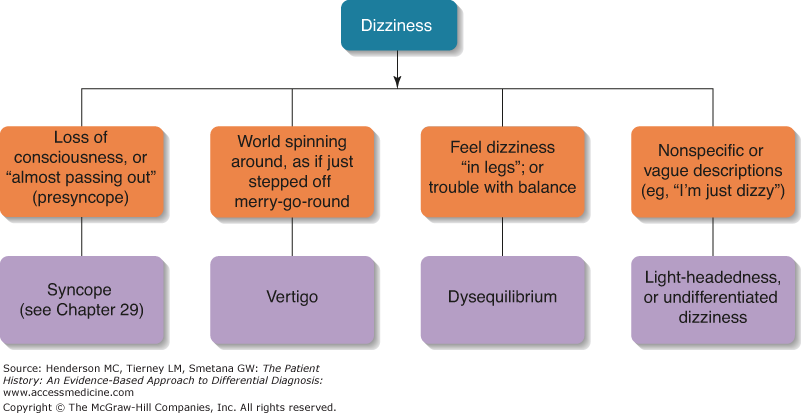 Dizziness
Loss of
consciousness, or
“almost passing out”
(presyncope)
World spinning
around, as if just
stepped off
merry-go-round
Feel dizziness
“in legs”; or
trouble with balance
Nonspecific or
vague descriptions
(eg, “I’m just dizzy”)
Syncope
(see Chapter 29)
Vertigo
Dysequilibrium
Light-headedness,
or undifferentiated
dizziness
Source: Henderson MC, Tierney LM, Smetana GW: The Patient
History: An Evidence-Based Approach to Differential Diagnosis:
www.accessmedicine.com
Copyright © The McGraw-Hill Companies, Inc. All rights reserved.